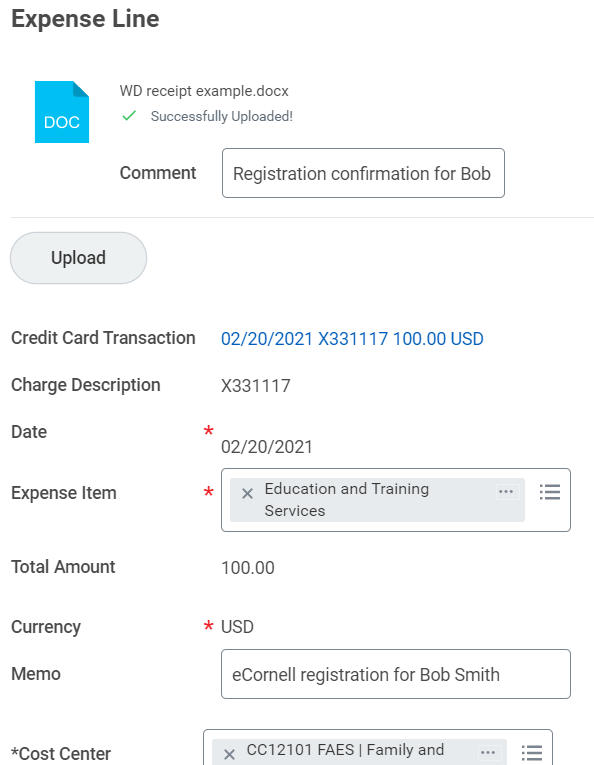 Expense Line
WD receipt example.docx
DOC
Successfully Uploaded!
Comment Registration confirmation for Bob
Upload
Credit Card Transaction 02/20/2021 X331117 100.00 USD
Charge Description X331117
Date *
02/20/2021
Expense Item * × Education and Training ...
Services
Total Amount 100.00
Currency * USD
Memo eCornell registration for Bob Smith
*Cost Center × CC12101 FAES | Family and ...